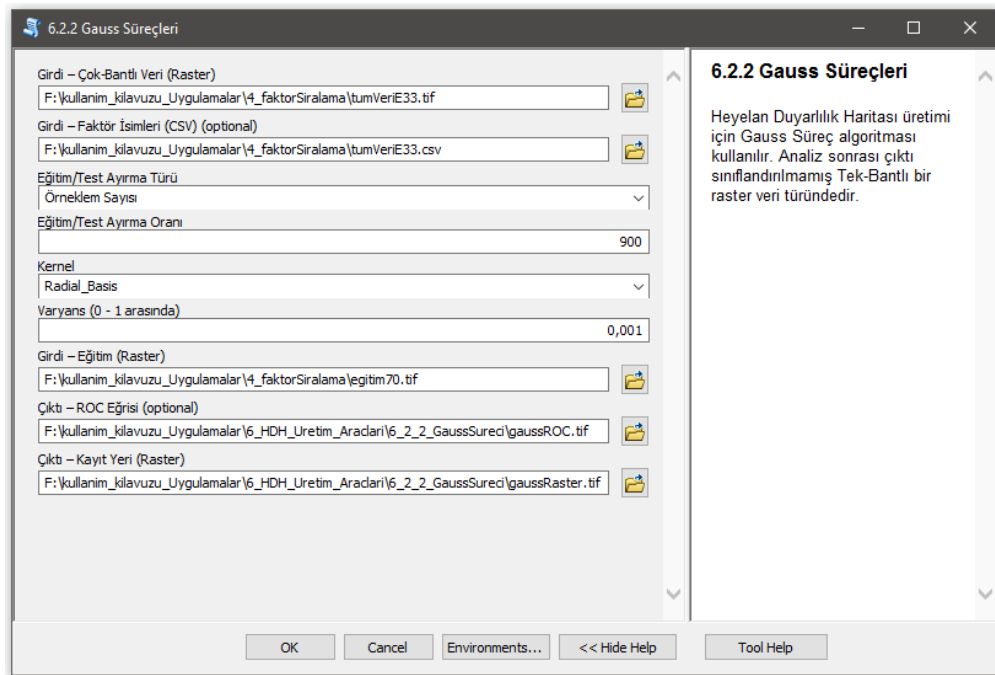 6.2.2 Gauss Süreçleri
Girdi – Çok-Bantlı Veri (Raster)
F:\kullanim_kilavuzu_Uygulamalar\4_faktorSiralama\tumVeriE33.tif
Girdi – Faktör İsimleri (CSV) (optional)
F:\kullanim_kilavuzu_Uygulamalar\4_faktorSiralama\tumVeriE33.csv
Eğitim/Test Ayırma Türü
Örneklem Sayısı
Eğitim/Test Ayırma Oranı
900
Kernel
Radial_Basis
Varyans (0 - 1 arasında)
0,001
Girdi – Eğitim (Raster)
F:\kullanim_kilavuzu_Uygulamalar\4_faktorSiralama\egitim70.tif
Çıktı – ROC Eğrisi (optional)
F:\kullanim_kilavuzu_Uygulamalar\6_HDH_Uretim_Araclari\6_2_2_GaussSureci\gaussROC.tif
Çıktı – Kayıt Yeri (Raster)
F:\kullanim_kilavuzu_Uygulamalar\6_HDH_Uretim_Araclari\6_2_2_GaussSureci\gaussRaster.tif
6.2.2 Gauss Süreçleri
Heyelan Duyarlılık Haritası üretimi
için Gauss Süreç algoritması
kullanılır. Analiz sonrası çıktı
sınıflandırılmamış Tek-Bantlı bir
raster veri türündedir.
OK
Cancel
Environments...
<< Hide Help
Tool Help